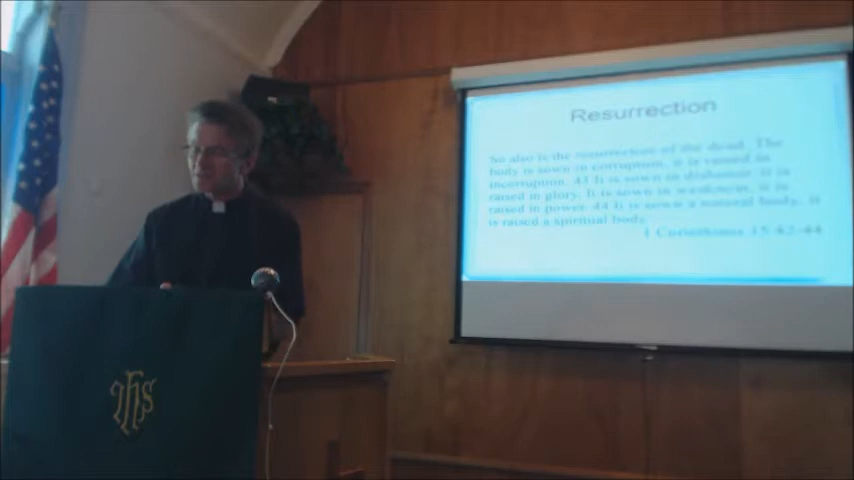 Resurrection
So also is the resurrection of the dead. The
body is sown in corruption, it is raised in
incorruption. 43 It is sown in dishonor, it is
raised in glory. It is sown in weakness, it is
raised in power. 44 It is sown a natural body, it
is raised a spiritual body.
1 Corinthians 15:42-44
IHS